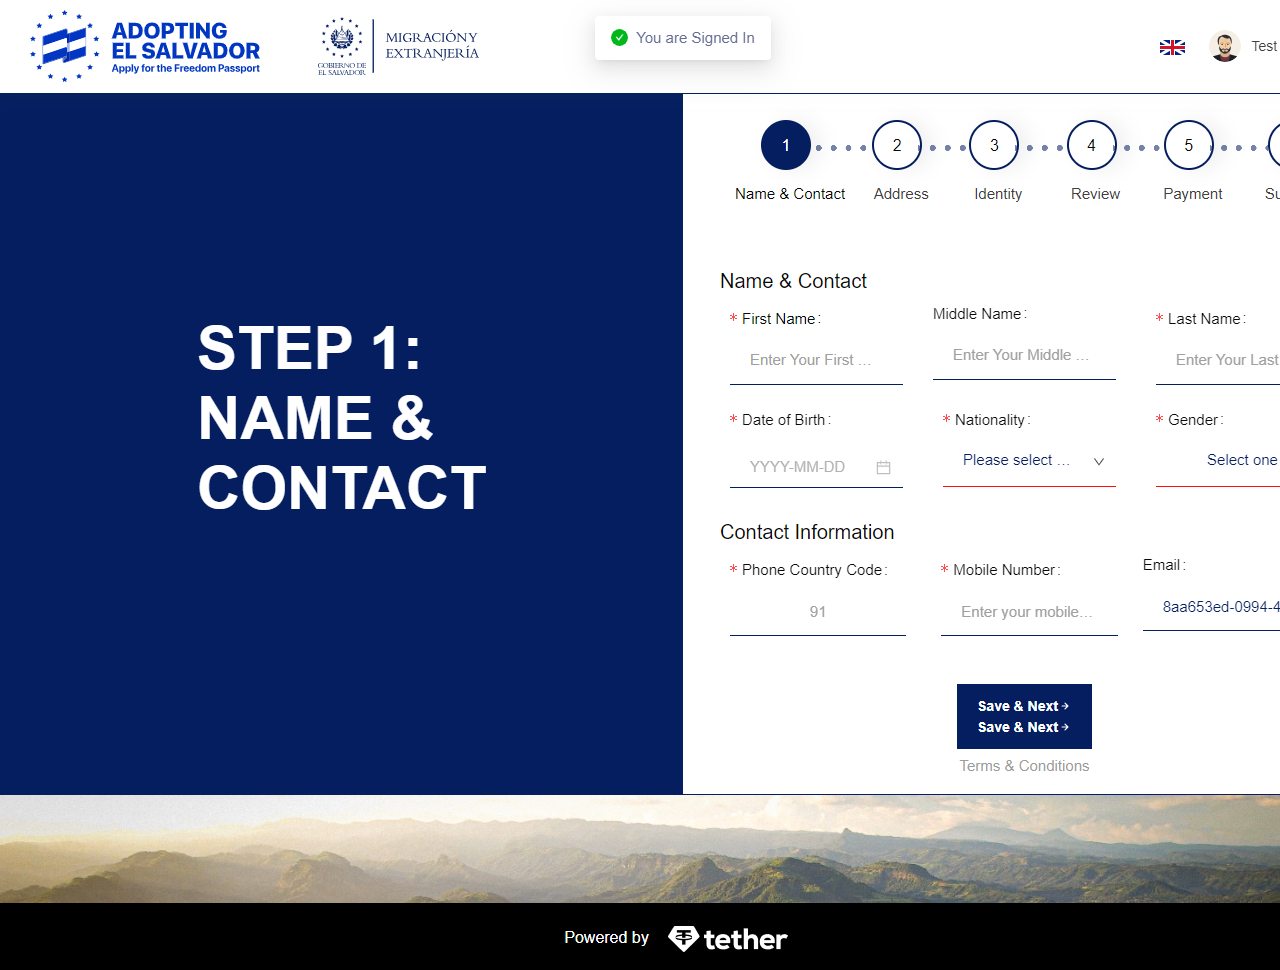 ADOPTING
EL SALVADOR
Apply for the Freedom Passport
GOBIERNO DE
EL SALVADOR
MIGRACIÓN Y
EXTRANJERÍA
You are Signed In
Test
1
2
3
4
5
Name & Contact
Address
Identity
Review
Payment
Su
STEP 1:
NAME &
CONTACT
Name & Contact
* First Name:
Middle Name:
* Last Name:
Enter Your First ...
Enter Your Middle ...
Enter Your Last
* Date of Birth:
* Nationality:
* Gender:
YYYY-MM-DD
Please select ...
Select one
Contact Information
* Phone Country Code:
* Mobile Number:
Email:
91
Enter your mobile...
8aa653ed-0994-4
Save & Next
Save & Next
Terms & Conditions
Powered by
tether